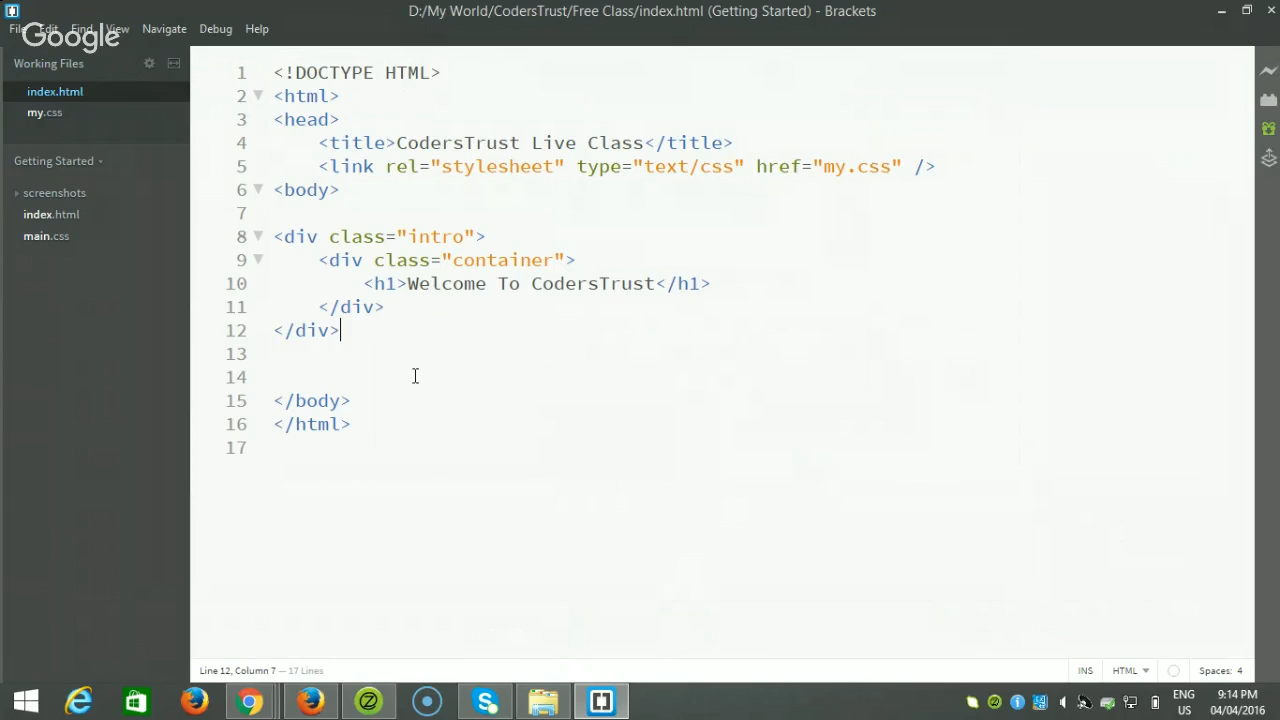 D:/My World/CodersTrust/Free Class/index.html (Getting Started) - Brackets
File Edit Find View Navigate Debug Help
Google
Working Files
index.html
my.css
Getting Started
screenshots
index.html
main.css
1 <!DOCTYPE HTML>
2 <html>
3 <head>
4 <title>CodersTrust Live Class</title>
5 <link rel="stylesheet" type="text/css" href="my.css" />
6 <body>
7
8 <div class="intro">
9 <div class="container">
10 <h1>Welcome To CodersTrust</h1>
11 </div>
12 </div>
13
14
15 </body>
16 </html>
17
Line 12, Column 7 — 17 Lines
INS HTML Spaces: 4
ENG 9:14 PM
US 04/04/2016